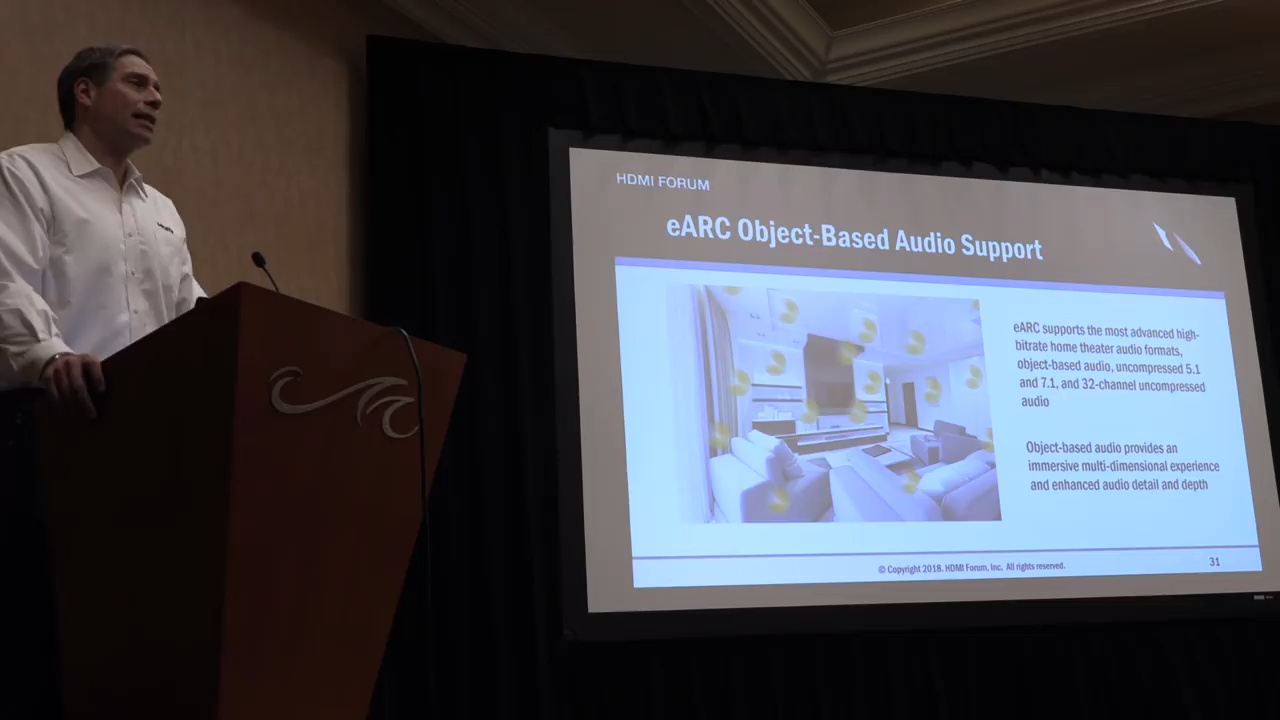 HDMI FORUM
eARC Object-Based Audio Support
eARC supports the most advanced high-
bitrate home theater audio formats,
object-based audio, uncompressed 5.1
and 7.1, and 32-channel uncompressed
audio
Object-based audio provides an
immersive multi-dimensional experience
and enhanced audio detail and depth
© Copyright 2018. HDMI Forum, Inc. All rights reserved.
31